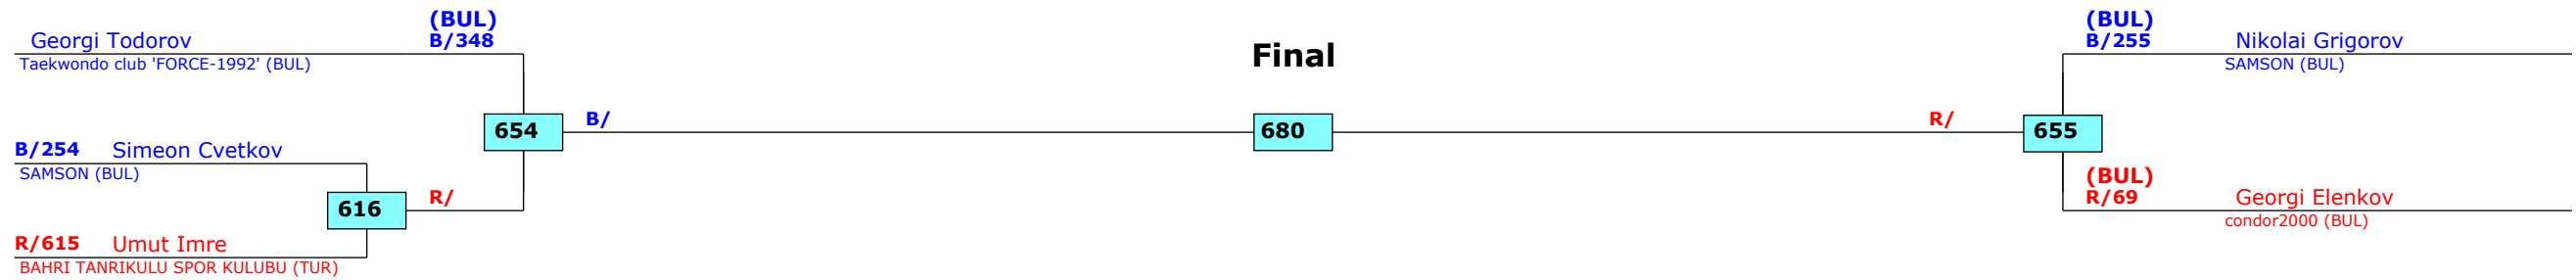 (BUL)
Georgi Todorov B/348
Taekwondo club 'FORCE-1992' (BUL)
654 B/
B/254 Simeon Cvetkov
SAMSON (BUL)
616 R/
R/615 Umut Imre
BAHRI TANRIKULU SPOR KULUBU (TUR)
Final
680
(BUL)
B/255 Nikolai Grigorov
SAMSON (BUL)
R/ 655
(BUL)
R/69 Georgi Elenkov
condor2000 (BUL)